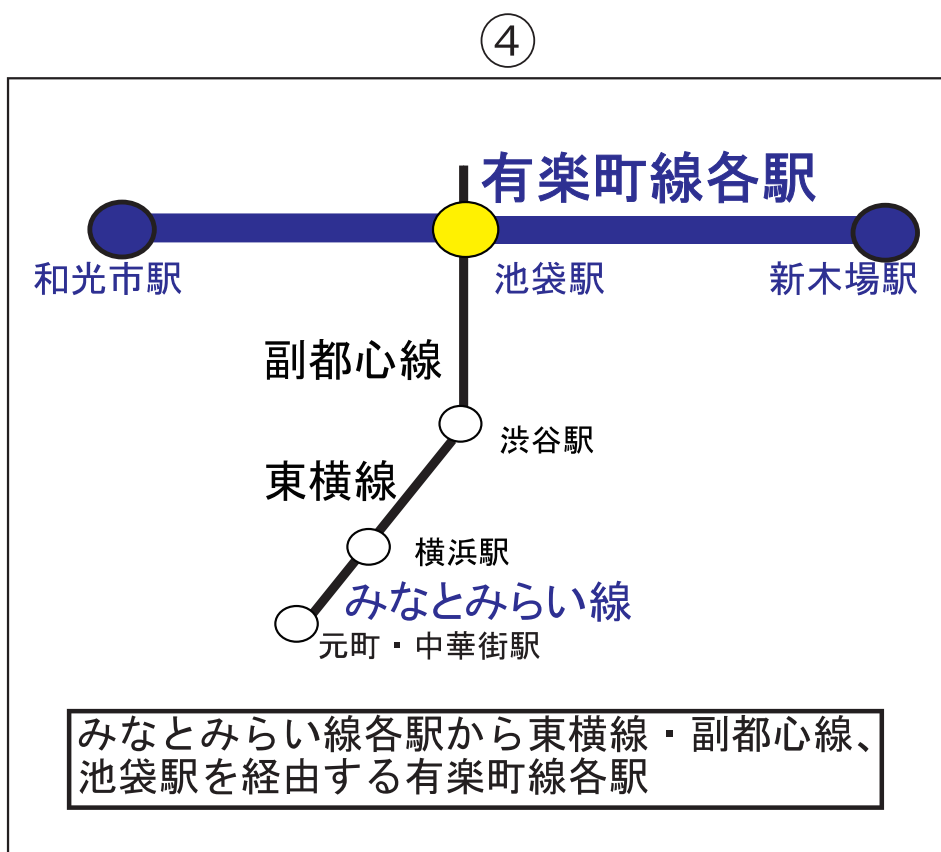 ④
有楽町線各駅
和光市駅
池袋駅
新木場駅
副都心線
渋谷駅
東横線
横浜駅
みなとみらい線
元町・中華街駅
みなとみらい線各駅から東横線・副都心線、
池袋駅を経由する有楽町線各駅